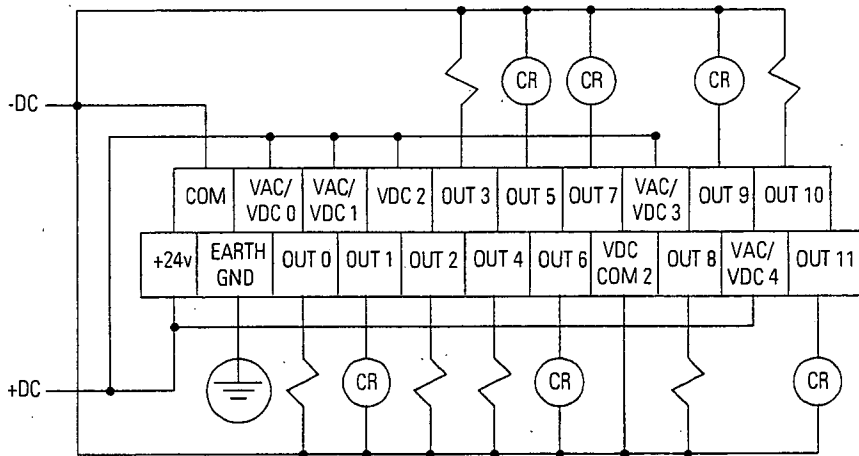 CR CR CR
-DC
COM VAC/ VAC/ VDC 2 OUT 3 OUT 5 OUT 7 VAC/ OUT 9 OUT 10
VDC 0 VDC 1 VDC 3
+24v EARTH OUT 0 OUT 1 OUT 2 OUT 4 OUT 6 VDC OUT 8 VAC/ OUT 11
GND COM 2 VDC 4
+DC CR CR CR